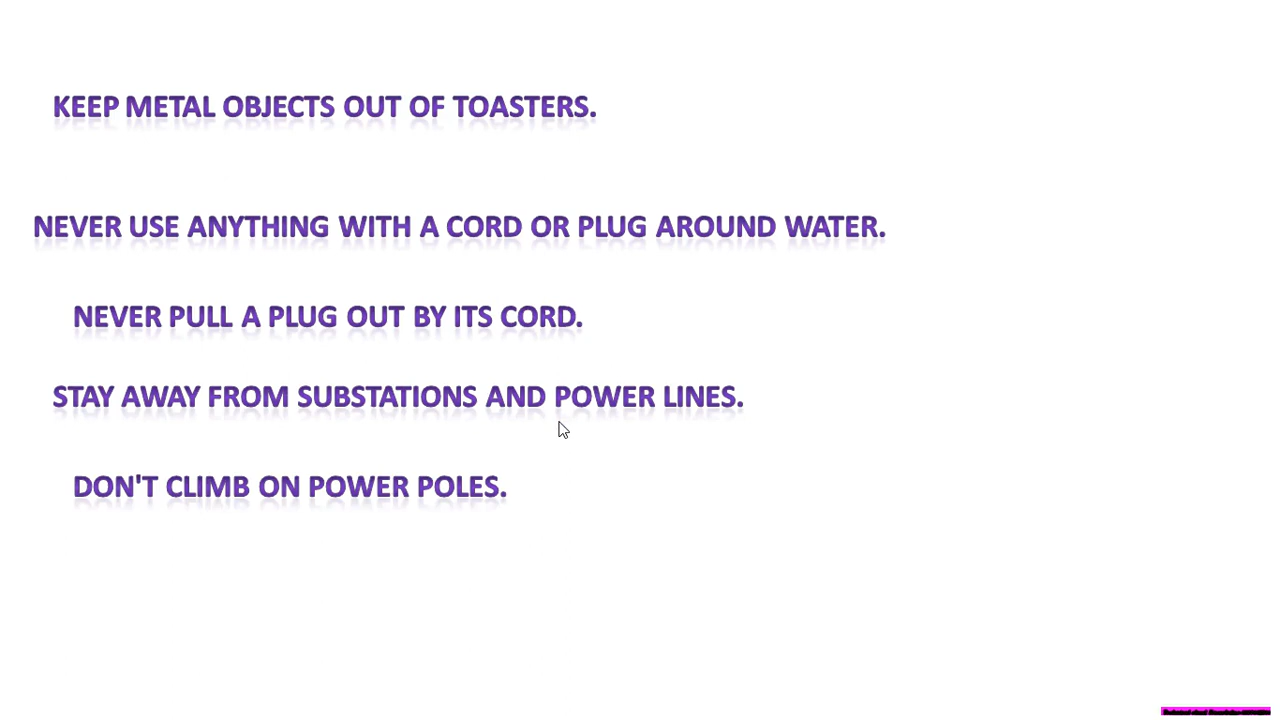 KEEP METAL OBJECTS OUT OF TOASTERS.
NEVER USE ANYTHING WITH A CORD OR PLUG AROUND WATER.
NEVER PULL A PLUG OUT BY ITS CORD.
STAY AWAY FROM SUBSTATIONS AND POWER LINES.
DON'T CLIMB ON POWER POLES.